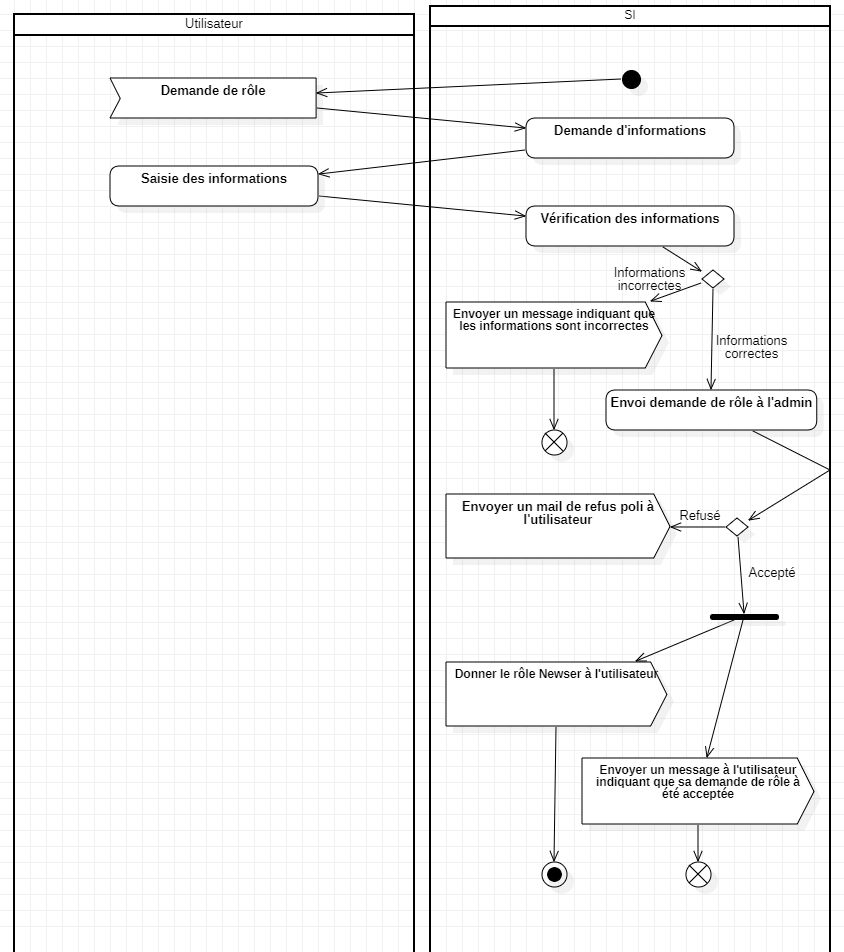 Utilisateur
SI
Demande de rôle
Demande d'informations
Saisie des informations
Vérification des informations
Informations
incorrectes
Envoyer un message indiquant que
les informations sont incorrectes
Informations
correctes
Envoi demande de rôle à l'admin
Envoyer un mail de refus poli à
l'utilisateur
Refusé
Accepté
Donner le rôle Newser à l'utilisateur
Envoyer un message à l'utilisateur
indiquant que sa demande de rôle à
été acceptée